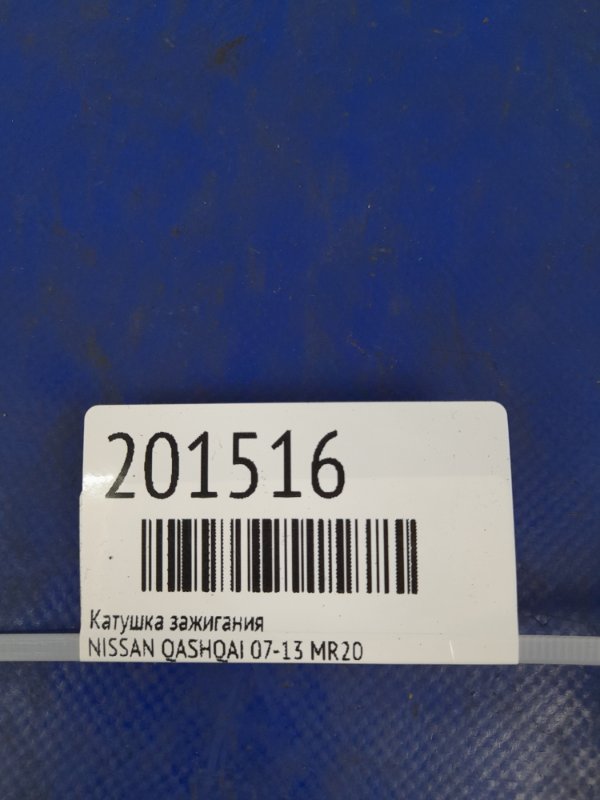 201516
Катушка зажигания
NISSAN QASHQAI 07-13 MR20